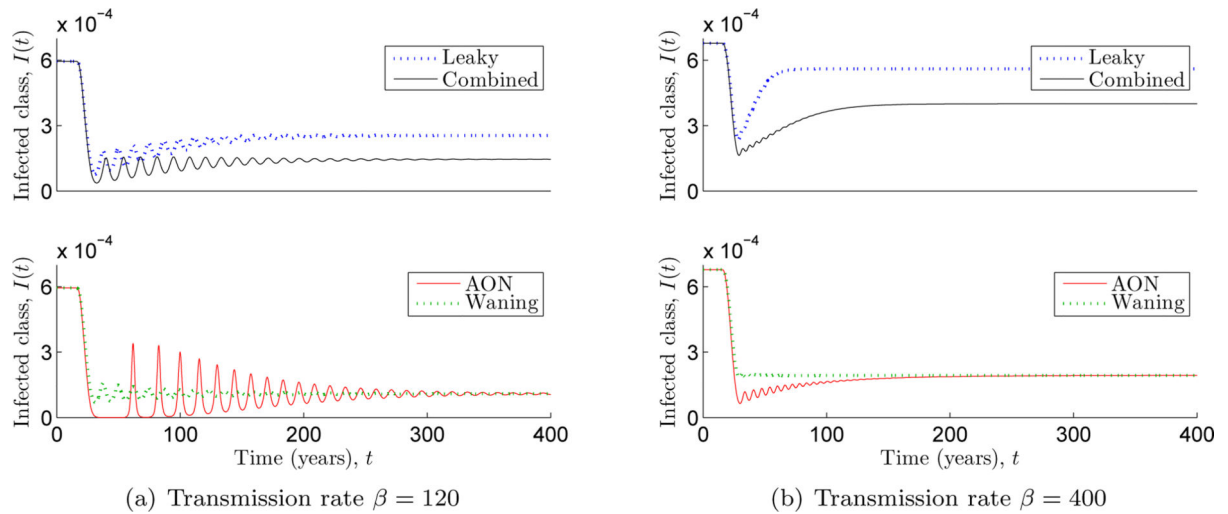 x 10⁻⁴
Infected class, I(t)
6
3
0
Leaky
Combined
x 10⁻⁴
Infected class, I(t)
6
3
0
AON
Waning
0 100 200 300 400
Time (years), t
(a) Transmission rate β = 120
x 10⁻⁴
Infected class, I(t)
6
3
0
Leaky
Combined
x 10⁻⁴
Infected class, I(t)
6
3
0
AON
Waning
0 100 200 300 400
Time (years), t
(b) Transmission rate β = 400